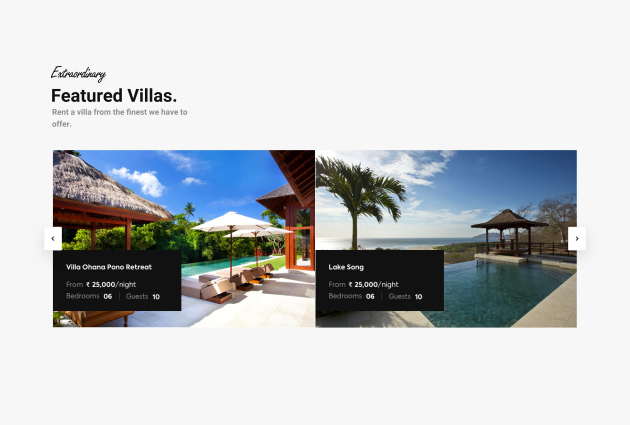 Extraordinary
Featured Villas.
Rent a villa from the finest we have to
offer.
Villa Ohana Pono Retreat
From ₹ 25,000/night
Bedrooms 06 | Guests 10
Lake Song
From ₹ 25,000/night
Bedrooms 06 | Guests 10